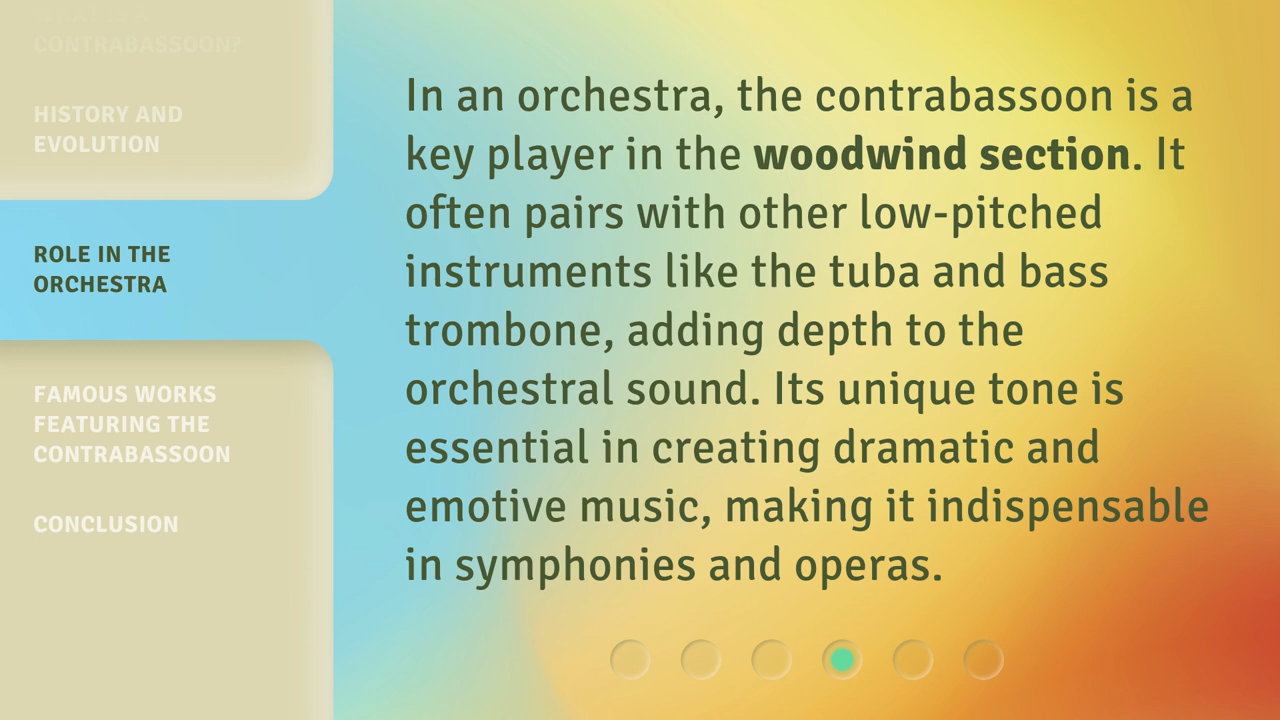 WHAT IS A
CONTRABASSOON?
HISTORY AND
EVOLUTION
ROLE IN THE
ORCHESTRA
FAMOUS WORKS
FEATURING THE
CONTRABASSOON
CONCLUSION
In an orchestra, the contrabassoon is a
key player in the woodwind section. It
often pairs with other low-pitched
instruments like the tuba and bass
trombone, adding depth to the
orchestral sound. Its unique tone is
essential in creating dramatic and
emotive music, making it indispensable
in symphonies and operas.